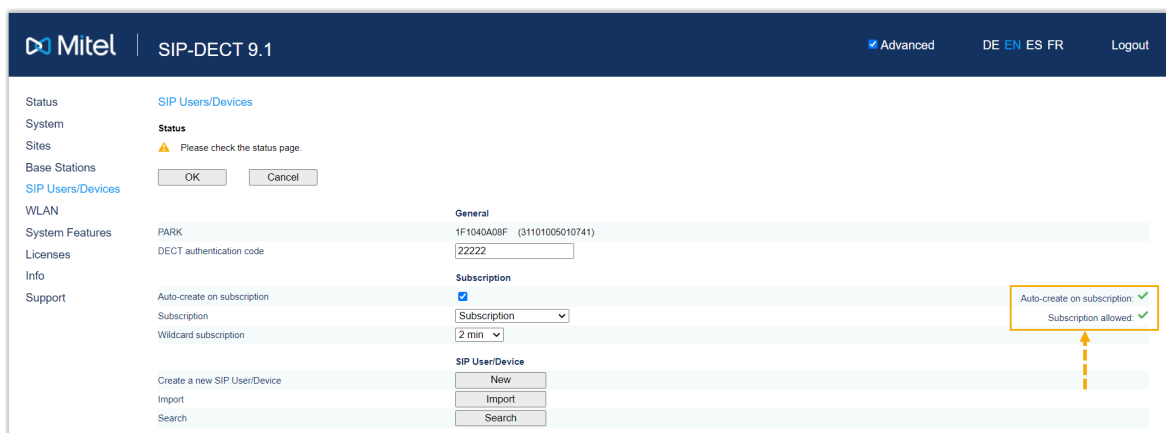 Mitel SIP-DECT 9.1 Advanced DE EN ES FR Logout
Status
System
Sites
Base Stations
SIP Users/Devices
WLAN
System Features
Licenses
Info
Support
SIP Users/Devices
Status
Please check the status page.
OK Cancel
General
PARK 1F1040A08F (31101005010741)
DECT authentication code 22222
Subscription
Auto-create on subscription Auto-create on subscription:
Subscription Subscription Subscription allowed:
Wildcard subscription 2 min
SIP User/Device
Create a new SIP User/Device New
Import Import
Search Search